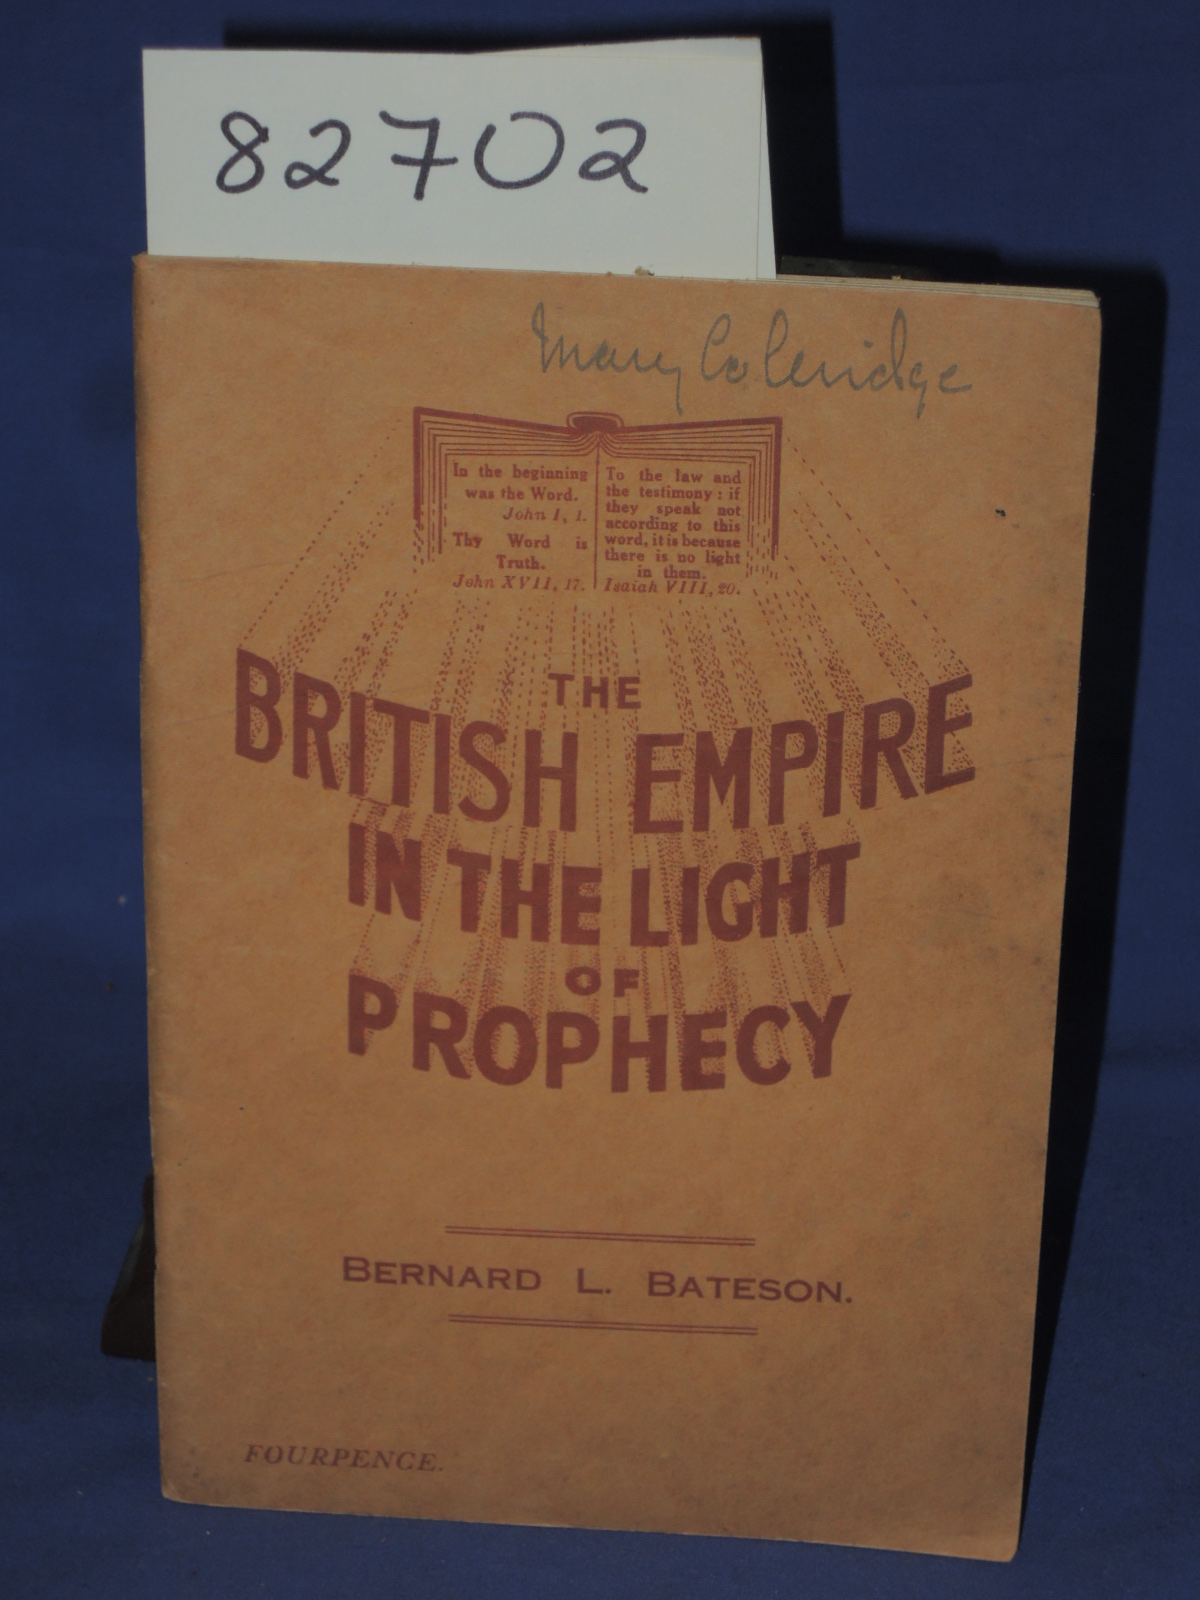 82702
Mary Coleridge
In the beginning
was the Word.
John I, 1.
Thy Word is
Truth.
John XVII, 17.
To the law and
the testimony: if
they speak not
according to this
word, it is because
there is no light
in them.
Isaiah VIII, 20.
THE
BRITISH EMPIRE
IN THE LIGHT
OF
PROPHECY
BERNARD L. BATESON.
FOURPENCE.